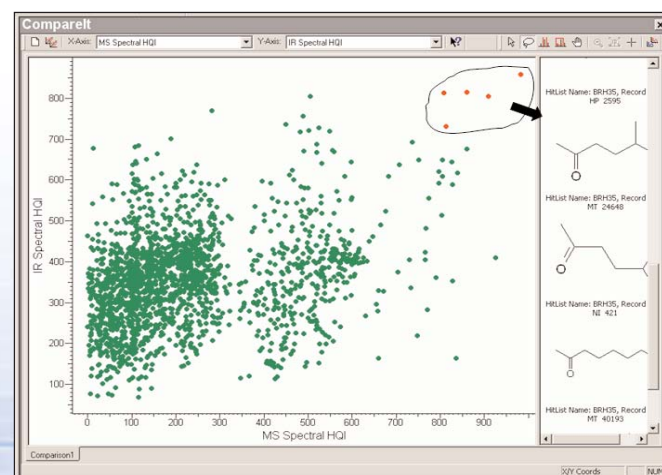 CompareIt
X-Axis: MS Spectral HQI Y-Axis: IR Spectral HQI
800
700
600
500
400
300
200
100
IR Spectral HQI
0 100 200 300 400 500 600 700 800 900
MS Spectral HQI
HitList Name: BRH35, Record
HP 2595
O
HitList Name: BRH35, Record
MT 24648
O
HitList Name: BRH35, Record
NI 421
O
HitList Name: BRH35, Record
MT 40193
Comparison1
X/Y Coords NUM